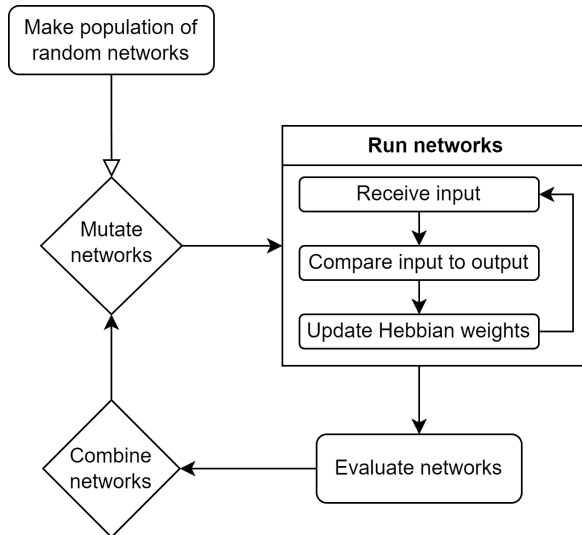 Make population of
random networks
Mutate
networks
Run networks
Receive input
Compare input to output
Update Hebbian weights
Evaluate networks
Combine
networks